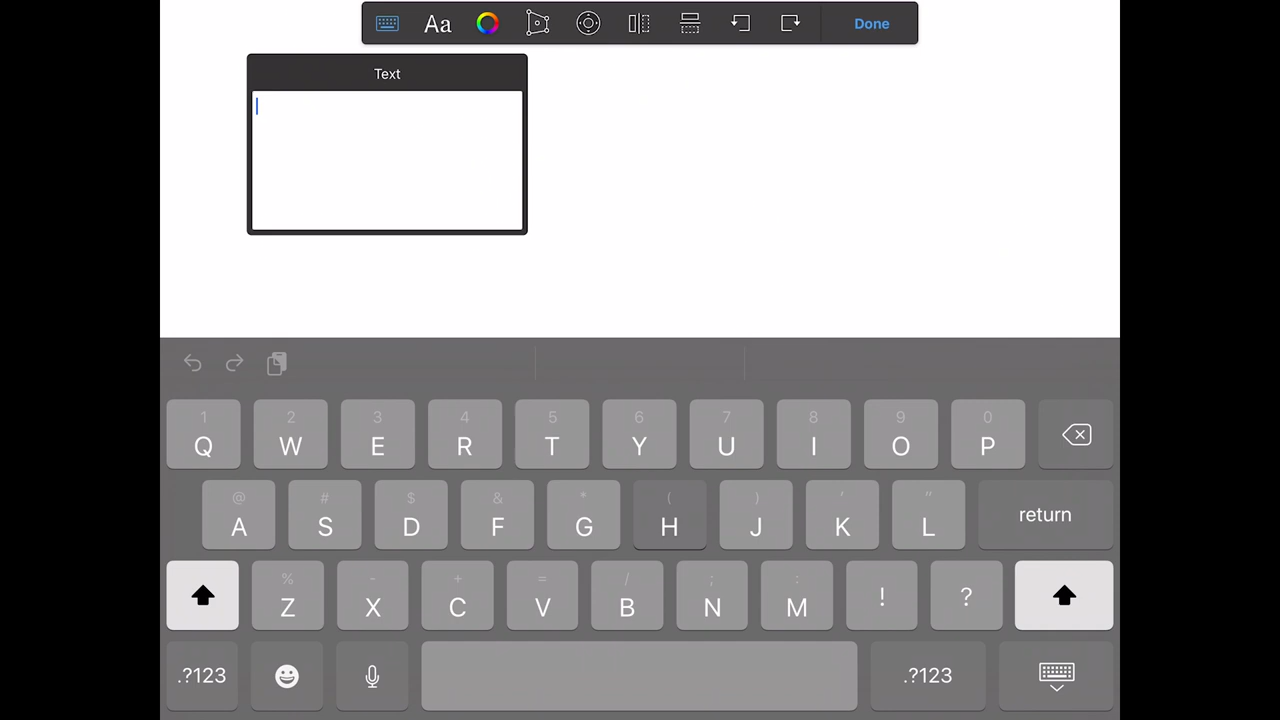 Aa
Done
Text
1 2 3 4 5 6 7 8 9 0
Q W E R T Y U I O P
@ # $ & * ( ) ' "
A S D F G H J K L return
% - + = / ; :
Z X C V B N M ! ?
.?123 .?123